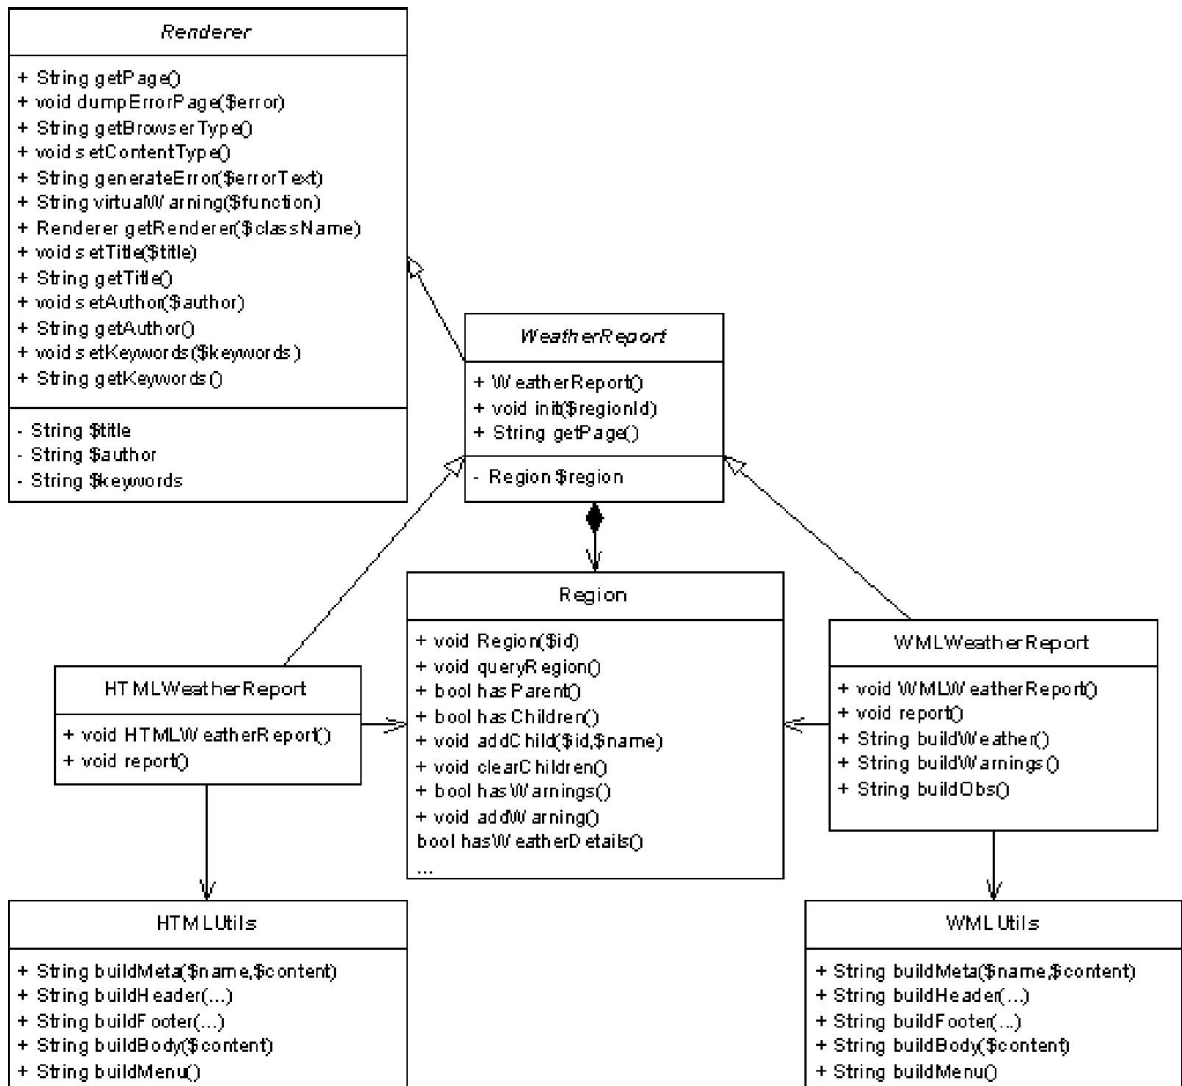 Renderer
+ String getPage()
+ void dumpErrorPage($error)
+ String getBrowserType()
+ void setContentType()
+ String generateError($errorText)
+ String virtualWarning($function)
+ Renderer getRenderer($className)
+ void setTitle($title)
+ String getTitle()
+ void setAuthor($author)
+ String getAuthor()
+ void setKeywords($keywords)
+ String getKeywords()
- String $title
- String $author
- String $keywords
WeatherReport
+ WeatherReport()
+ void init($regionId)
+ String getPage()
- Region $region
HTMLWeatherReport
+ void HTMLWeatherReport()
+ void report()
Region
+ void Region($id)
+ void queryRegion()
+ bool hasParent()
+ bool hasChildren()
+ void addChild($id,$name)
+ void clearChildren()
+ bool hasWarnings()
+ void addWarning()
bool hasWeatherDetails()
...
WMLWeatherReport
+ void WMLWeatherReport()
+ void report()
+ String buildWeather()
+ String buildWarnings()
+ String buildObs()
HTMLUtils
+ String buildMeta($name,$content)
+ String buildHeader(...)
+ String buildFooter(...)
+ String buildBody($content)
+ String buildMenu()
WMLUtils
+ String buildMeta($name,$content)
+ String buildHeader(...)
+ String buildFooter(...)
+ String buildBody($content)
+ String buildMenu()